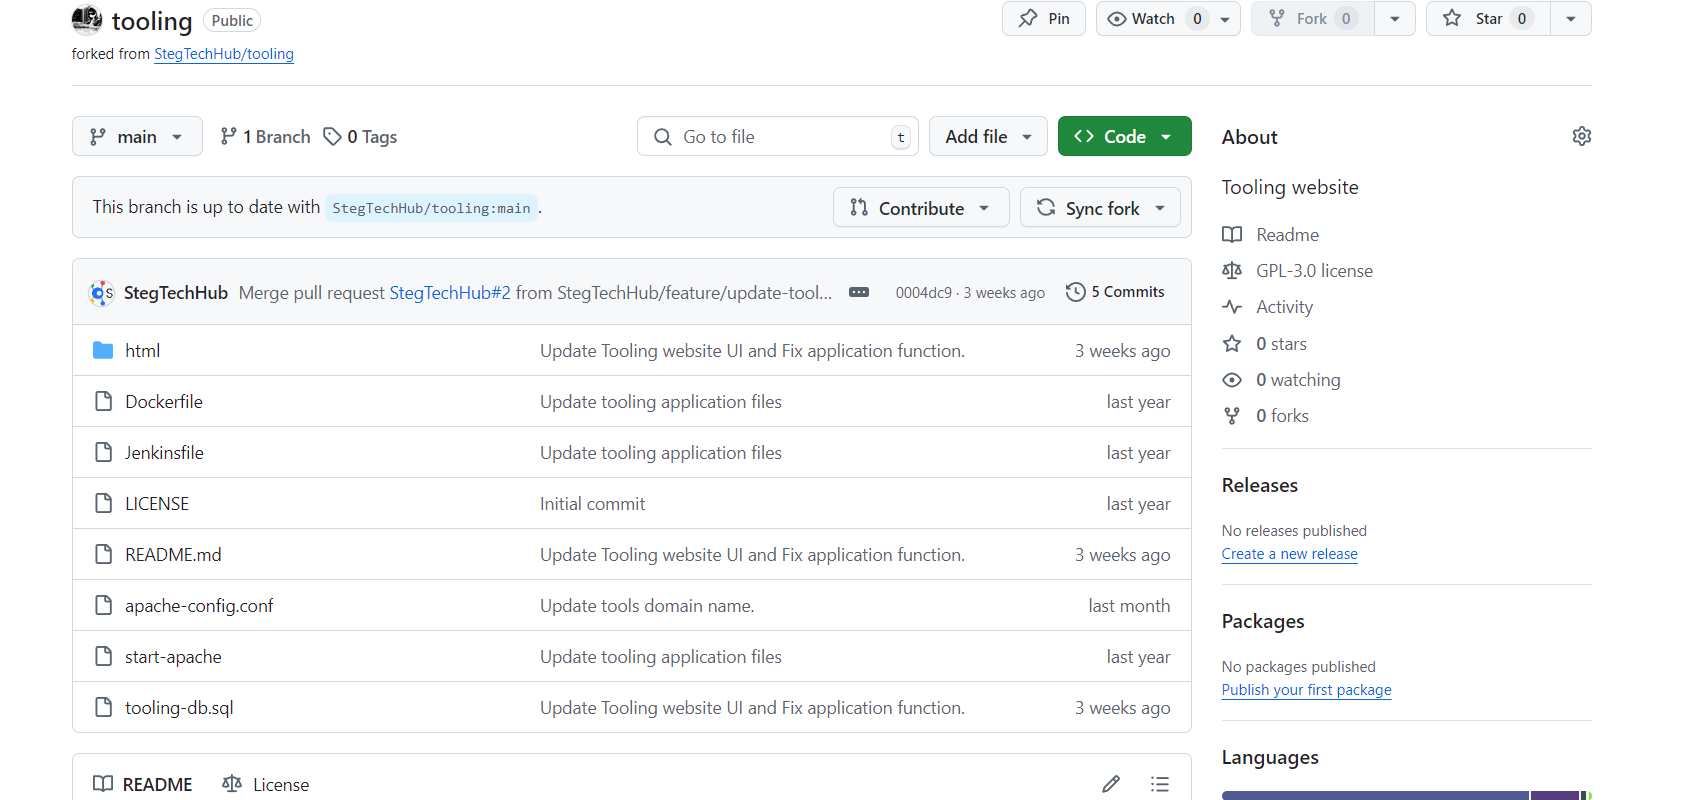 tooling Public Pin Watch 0 Fork 0 Star 0
forked from StegTechHub/tooling
main 1 Branch 0 Tags Go to file t Add file Code
This branch is up to date with StegTechHub/tooling:main. Contribute Sync fork
StegTechHub Merge pull request StegTechHub#2 from StegTechHub/feature/update-tool... 0004dc9 · 3 weeks ago 5 Commits
html Update Tooling website UI and Fix application function. 3 weeks ago
Dockerfile Update tooling application files last year
Jenkinsfile Update tooling application files last year
LICENSE Initial commit last year
README.md Update Tooling website UI and Fix application function. 3 weeks ago
apache-config.conf Update tools domain name. last month
start-apache Update tooling application files last year
tooling-db.sql Update Tooling website UI and Fix application function. 3 weeks ago
README License
About
Tooling website
Readme
GPL-3.0 license
Activity
0 stars
0 watching
0 forks
Releases
No releases published
Create a new release
Packages
No packages published
Publish your first package
Languages